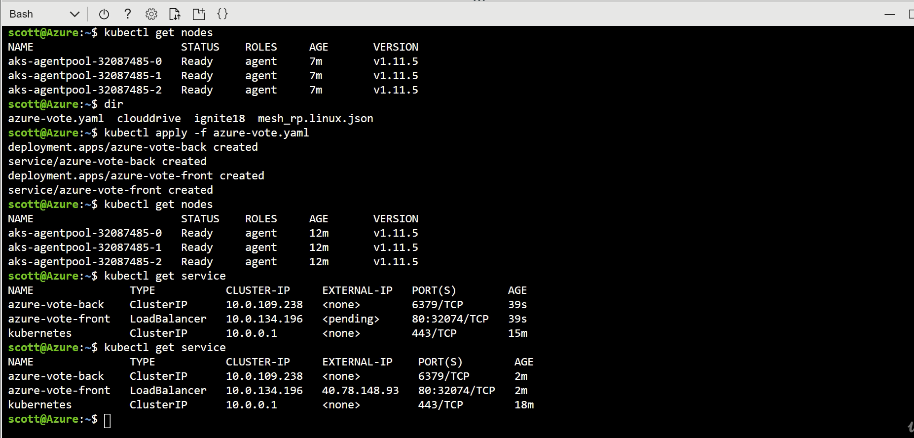 Bash
scott@Azure:~$ kubectl get nodes
NAME STATUS ROLES AGE VERSION
aks-agentpool-32087485-0 Ready agent 7m v1.11.5
aks-agentpool-32087485-1 Ready agent 7m v1.11.5
aks-agentpool-32087485-2 Ready agent 7m v1.11.5
scott@Azure:~$ dir
azure-vote.yaml clouddrive ignite18 mesh_rp.linux.json
scott@Azure:~$ kubectl apply -f azure-vote.yaml
deployment.apps/azure-vote-back created
service/azure-vote-back created
deployment.apps/azure-vote-front created
service/azure-vote-front created
scott@Azure:~$ kubectl get nodes
NAME STATUS ROLES AGE VERSION
aks-agentpool-32087485-0 Ready agent 12m v1.11.5
aks-agentpool-32087485-1 Ready agent 12m v1.11.5
aks-agentpool-32087485-2 Ready agent 12m v1.11.5
scott@Azure:~$ kubectl get service
NAME TYPE CLUSTER-IP EXTERNAL-IP PORT(S) AGE
azure-vote-back ClusterIP 10.0.109.238 <none> 6379/TCP 39s
azure-vote-front LoadBalancer 10.0.134.196 <pending> 80:32074/TCP 39s
kubernetes ClusterIP 10.0.0.1 <none> 443/TCP 15m
scott@Azure:~$ kubectl get service
NAME TYPE CLUSTER-IP EXTERNAL-IP PORT(S) AGE
azure-vote-back ClusterIP 10.0.109.238 <none> 6379/TCP 2m
azure-vote-front LoadBalancer 10.0.134.196 40.78.148.93 80:32074/TCP 2m
kubernetes ClusterIP 10.0.0.1 <none> 443/TCP 18m
scott@Azure:~$